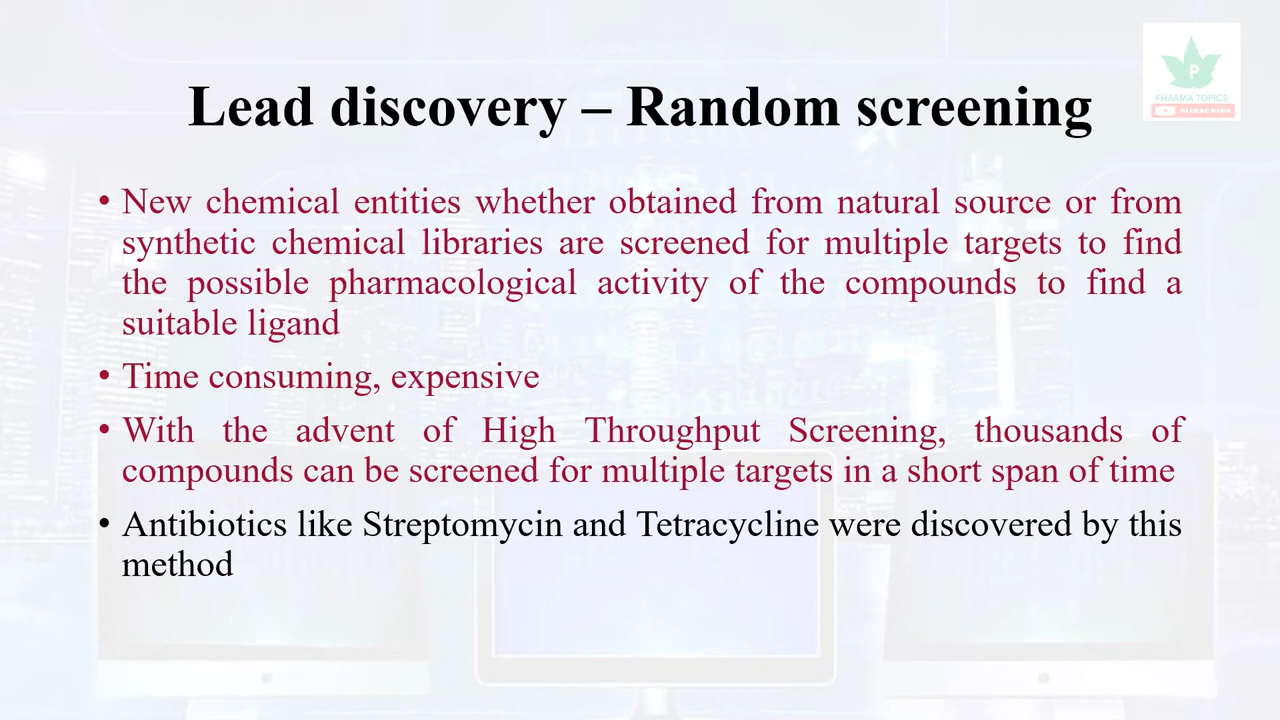 P
PHARMA TOPICS
SUBSCRIBE
Lead discovery – Random screening
• New chemical entities whether obtained from natural source or from
synthetic chemical libraries are screened for multiple targets to find
the possible pharmacological activity of the compounds to find a
suitable ligand
• Time consuming, expensive
• With the advent of High Throughput Screening, thousands of
compounds can be screened for multiple targets in a short span of time
• Antibiotics like Streptomycin and Tetracycline were discovered by this
method